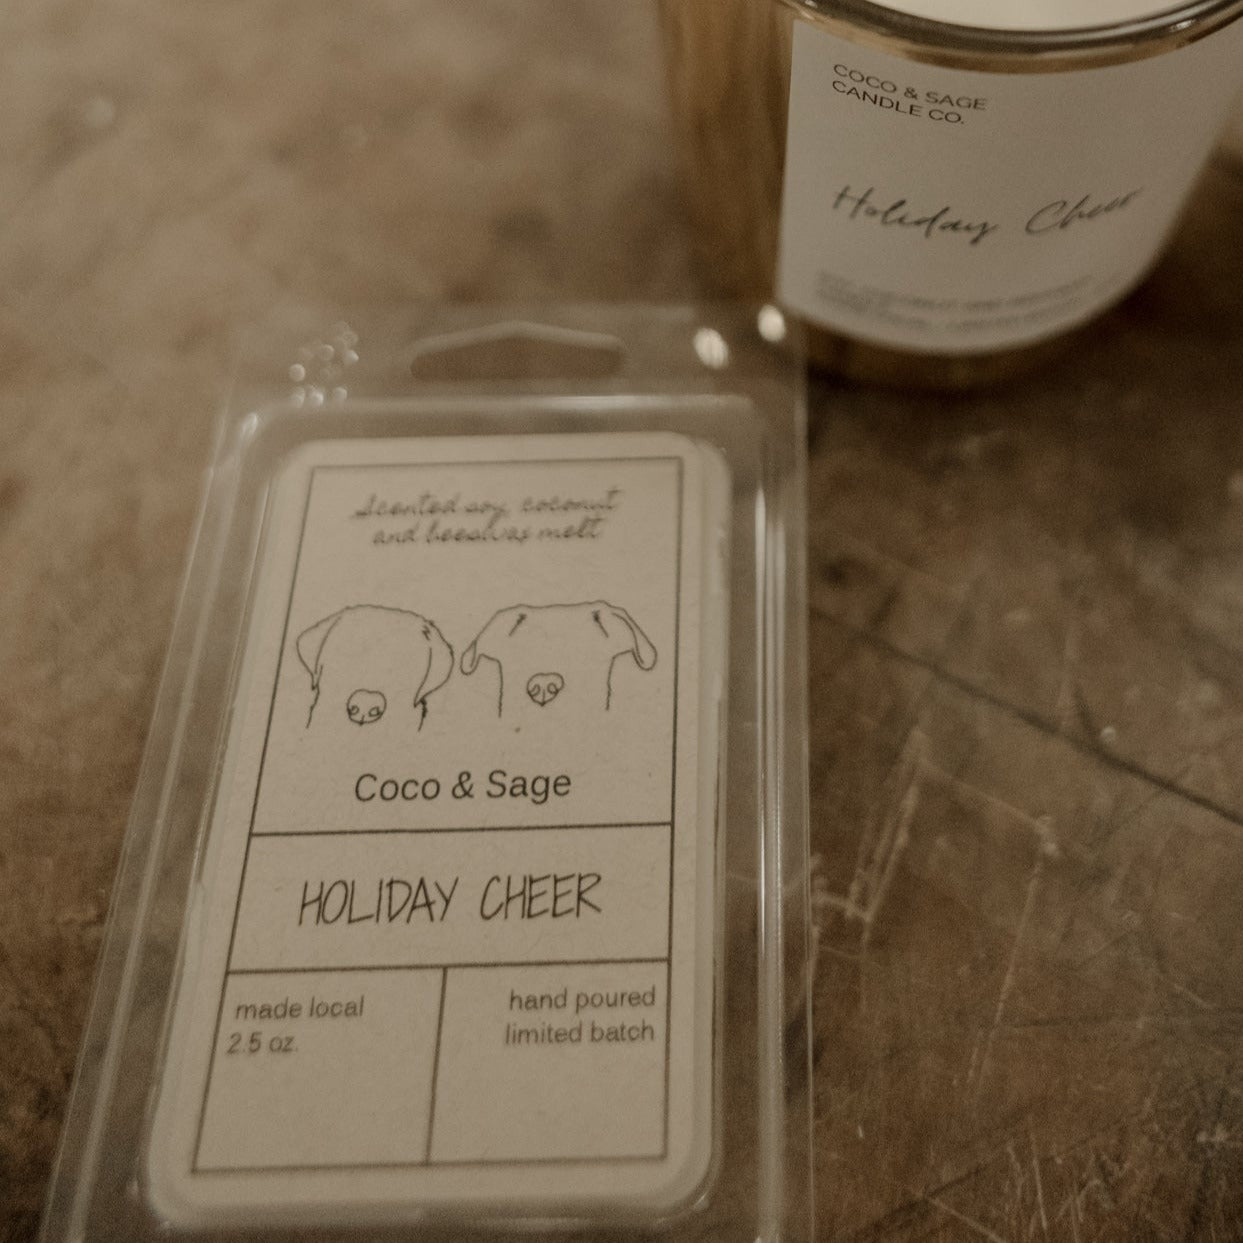 COCO & SAGE
CANDLE CO.
Holiday Cheer
Scented soy, coconut
and beeswax melt
Coco & Sage
HOLIDAY CHEER
made local
2.5 oz.
hand poured
limited batch